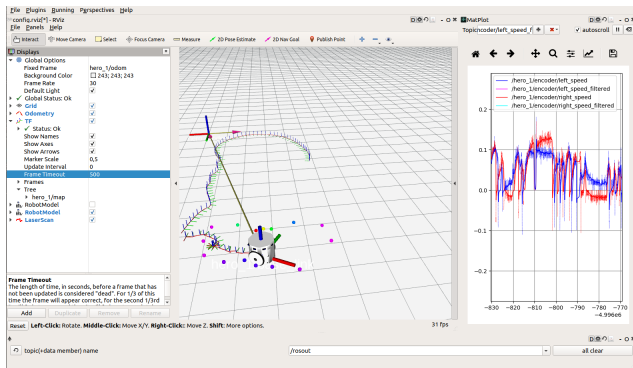 File Plugins Running Perspectives Help
config.rviz[*] - RViz
File Panels Help
Interact Move Camera Select Focus Camera Measure 2D Pose Estimate 2D Nav Goal Publish Point
Displays
Global Options
Fixed Frame hero_1/odom
Background Color 243; 243; 243
Frame Rate 30
Default Light
Global Status: Ok
Grid
Odometry
TF
Status: Ok
Show Names
Show Axes
Show Arrows
Marker Scale 0,5
Update Interval 0
Frame Timeout 500
Frames
Tree
hero_1/map
RobotModel
RobotModel
LaserScan
Frame Timeout
The length of time, in seconds, before a frame that has
not been updated is considered "dead". For 1/3 of this
time the frame will appear correct, for the second 1/3rd
Add Duplicate Remove Rename
Reset Left-Click: Rotate. Middle-Click: Move X/Y. Right-Click: Move Z. Shift: More options. 31 fps
MatPlot
Topic encoder/left_speed_f autoscroll
/hero_1/encoder/left_speed
/hero_1/encoder/left_speed_filtered
/hero_1/encoder/right_speed
/hero_1/encoder/right_speed_filtered
0.2
0.1
0.0
−0.1
−0.2
−830 −820 −810 −800 −790 −780 −770
−4.996e6
topic(+data member) name /rosout all clear